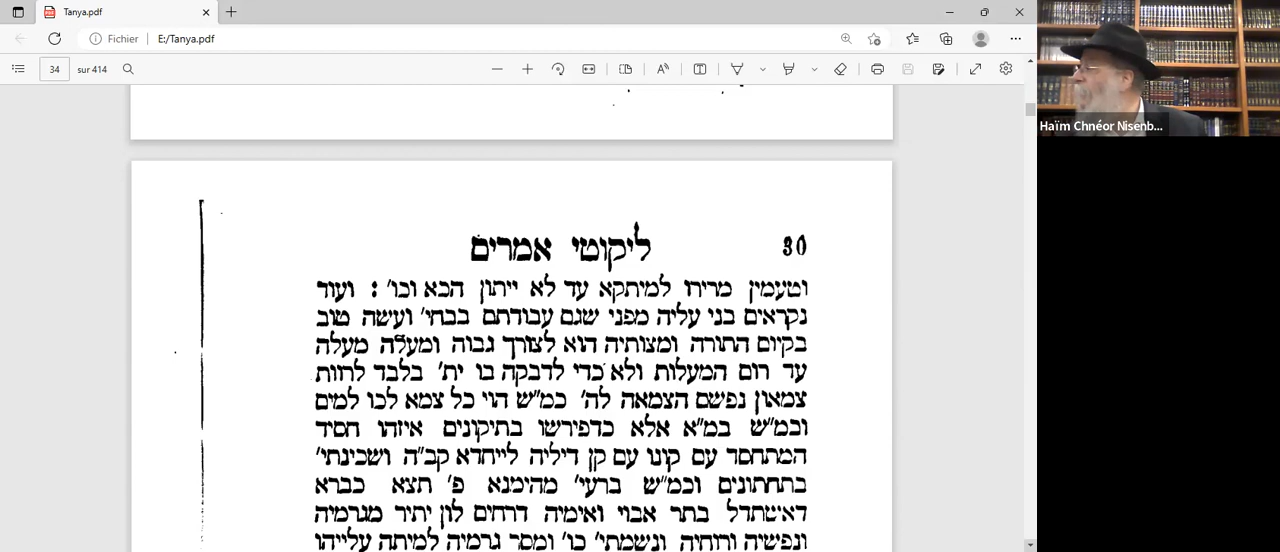 Tanya.pdf
Fichier
E:/Tanya.pdf
34
sur 414
Haïm Chnéor Nisenb...
30
ליקוטי אמרים
וטעמין מרירו למיתקא עד לא ייתון הכא וכו׳ : ועוד
נקראים בני עליה מפני שגם עבודתם בבחי׳ ועשה טוב
בקיום התורה ומצותיה הוא לצורך גבוה ומעלה מעלה
עד רום המעלות ולא כדי לדבקה בו ית׳ בלבד לרוות
צמאון נפשם הצמאה לה׳ כמ״ש הוי כל צמא לכו למים
וכמ״ש במ״א אלא כדפירשו בתיקונים איזהו חסיד
המתחסד עם קונו עם קן דיליה לייחדא קב״ה ושכינתי׳
בתחתונים וכמ״ש ברעי׳ מהימנא פ׳ תצא כברא
דאשתדל בתר אבוי ואימיה דרחים לון יתיר מגרמיה
ונפשיה ורוחיה ונשמתי׳ כו׳ ומסר גרמיה למיתה עלייהו